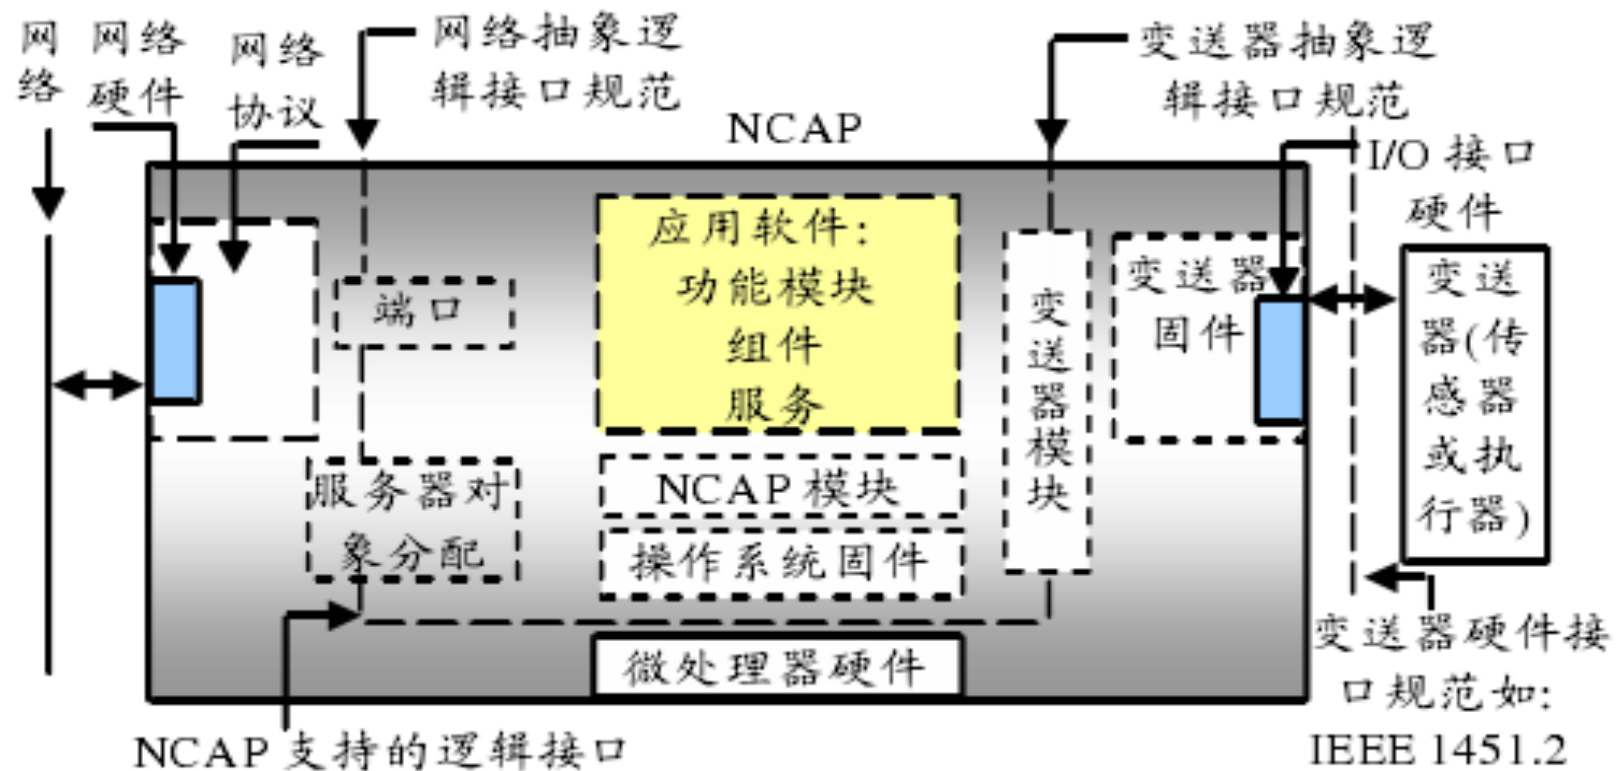 网
络
网络
硬件
网络
协议
网络抽象逻
辑接口规范
变送器抽象逻
辑接口规范
NCAP
I/O 接口
硬件
应用软件:
功能模块
组件
服务
端口
变
送
器
模
块
变送器
固件
变送
器(传
感器
或执
行器)
服务器对
象分配
NCAP 模块
操作系统固件
微处理器硬件
变送器硬件接
口规范如:
IEEE 1451.2
NCAP 支持的逻辑接口